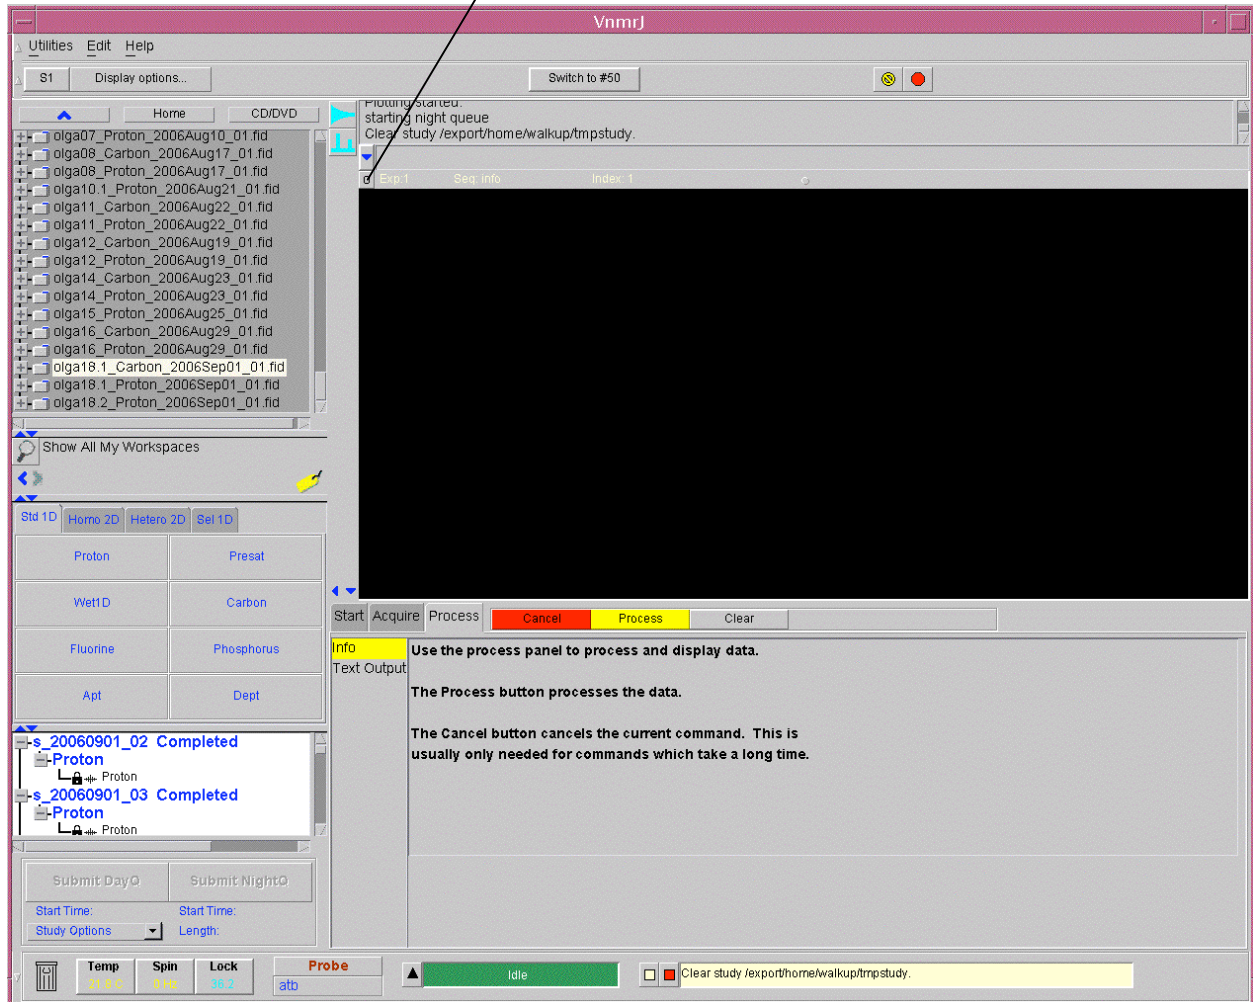 VnmrJ
Utilities Edit Help
S1 Display options... Switch to #50
Home CD/DVD
olga07_Proton_2006Aug10_01.fid
olga08_Carbon_2006Aug17_01.fid
olga08_Proton_2006Aug17_01.fid
olga10.1_Proton_2006Aug21_01.fid
olga11_Carbon_2006Aug22_01.fid
olga11_Proton_2006Aug22_01.fid
olga12_Carbon_2006Aug19_01.fid
olga12_Proton_2006Aug19_01.fid
olga14_Carbon_2006Aug23_01.fid
olga14_Proton_2006Aug23_01.fid
olga15_Proton_2006Aug25_01.fid
olga16_Carbon_2006Aug29_01.fid
olga16_Proton_2006Aug29_01.fid
olga18.1_Carbon_2006Sep01_01.fid
olga18.1_Proton_2006Sep01_01.fid
olga18.2_Proton_2006Sep01_01.fid
Plotting started.
starting night queue
Clear study /export/home/walkup/tmpstudy.
Exp:1 Seq: info Index: 1
Show All My Workspaces
Std 1D Homo 2D Hetero 2D Sel 1D
Proton Presat
Wet1D Carbon
Fluorine Phosphorus
Apt Dept
s_20060901_02 Completed
Proton
Proton
s_20060901_03 Completed
Proton
Proton
Submit DayQ Submit NightQ
Start Time: Start Time:
Study Options Length:
Start Acquire Process Cancel Process Clear
Info
Text Output
Use the process panel to process and display data.
The Process button processes the data.
The Cancel button cancels the current command. This is
usually only needed for commands which take a long time.
Temp Spin Lock Probe
21.8 C 0 Hz 36.2 atb
Idle
Clear study /export/home/walkup/tmpstudy.